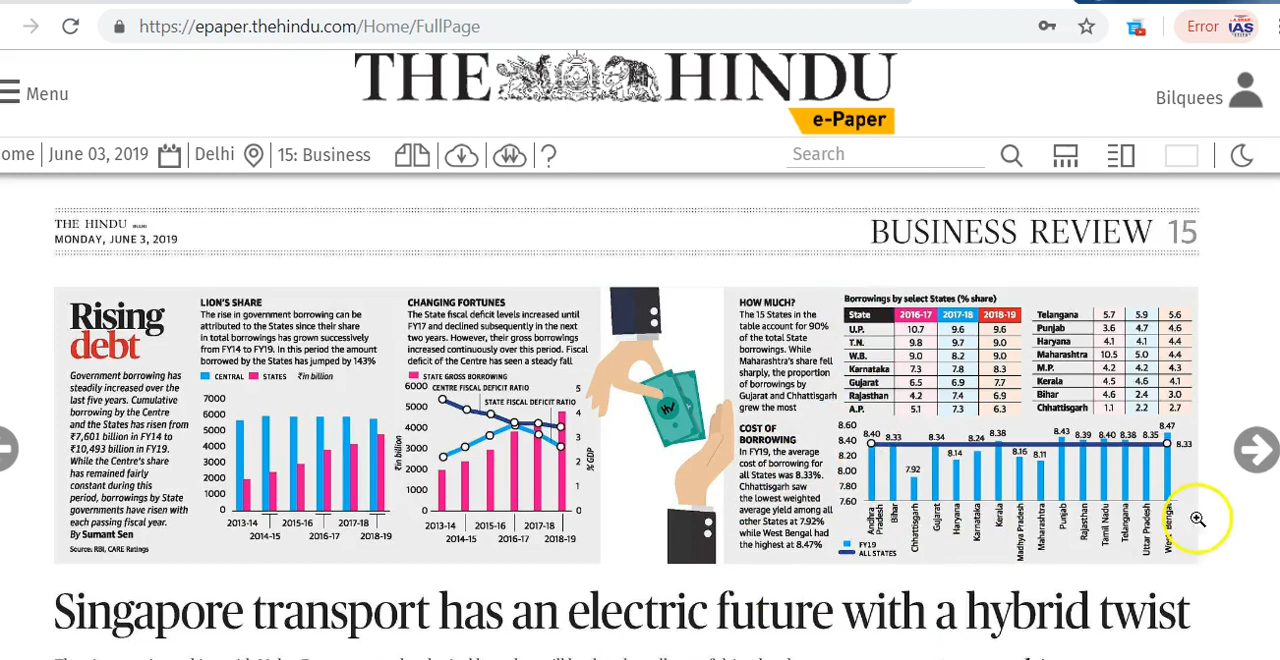 https://epaper.thehindu.com/Home/FullPage
Error
IAS
Menu
THE HINDU
e-Paper
Bilquees
ome
June 03, 2019
Delhi
15: Business
?
Search
THE HINDU
MONDAY, JUNE 3, 2019
BUSINESS REVIEW 15
Rising
debt
Government borrowing has
steadily increased over the
last five years. Cumulative
borrowing by the Centre
and the States has risen from
₹7,601 billion in FY14 to
₹10,493 billion in FY19.
While the Centre's share
has remained fairly
constant during this
period, borrowings by State
governments have risen with
each passing fiscal year.
By Sumant Sen
Source: RBI, CARE Ratings
LION'S SHARE
The rise in government borrowing can be
attributed to the States since their share
in total borrowings has grown successively
from FY14 to FY19. In this period the amount
borrowed by the States has jumped by 143%
CENTRAL STATES ₹in billion
7000
6000
5000
4000
3000
2000
1000
0
2013-14 2015-16 2017-18
2014-15 2016-17 2018-19
CHANGING FORTUNES
The State fiscal deficit levels increased until
FY17 and declined subsequently in the next
two years. However, their gross borrowings
increased continuously over this period. Fiscal
deficit of the Centre has seen a steady fall
STATE GROSS BORROWING
CENTRE FISCAL DEFICIT RATIO
STATE FISCAL DEFICIT RATIO
6000
5000
4000
3000
2000
1000
0
₹in billion
5
4
3
2
1
0
% GDP
2013-14 2015-16 2017-18
2014-15 2016-17 2018-19
HOW MUCH?
The 15 States in the
table account for 90%
of the total State
borrowings. While
Maharashtra's share fell
sharply, the proportion
of borrowings by
Gujarat and Chhattisgarh
grew the most
Borrowings by select States (% share)
State 2016-17 2017-18 2018-19
U.P. 10.7 9.6 9.6
T.N. 9.8 9.7 9.0
W.B. 9.0 8.2 9.0
Karnataka 7.3 7.8 8.3
Gujarat 6.5 6.9 7.7
Rajasthan 4.2 7.4 6.9
A.P. 5.1 7.3 6.3
Telangana 5.7 5.9 5.6
Punjab 3.6 4.7 4.6
Haryana 4.1 4.1 4.4
Maharashtra 10.5 5.0 4.4
M.P. 4.2 4.2 4.3
Kerala 4.5 4.6 4.1
Bihar 4.6 2.4 3.0
Chhattisgarh 1.1 2.2 2.7
COST OF
BORROWING
In FY19, the average
cost of borrowing for
all States was 8.33%.
Chhattisgarh saw
the lowest weighted
average yield among all
other States at 7.92%
while West Bengal had
the highest at 8.47%
8.60
8.40
8.20
8.00
7.80
7.60
8.40 8.33 7.92 8.34 8.14 8.24 8.38 8.16 8.11 8.43 8.39 8.40 8.38 8.35 8.47
8.33
Andhra
Pradesh
Bihar
Chhattisgarh
Gujarat
Haryana
Karnataka
Kerala
Madhya Pradesh
Maharashtra
Punjab
Rajasthan
Tamil Nadu
Telangana
Uttar Pradesh
West Bengal
FY19
ALL STATES
Singapore transport has an electric future with a hybrid twist